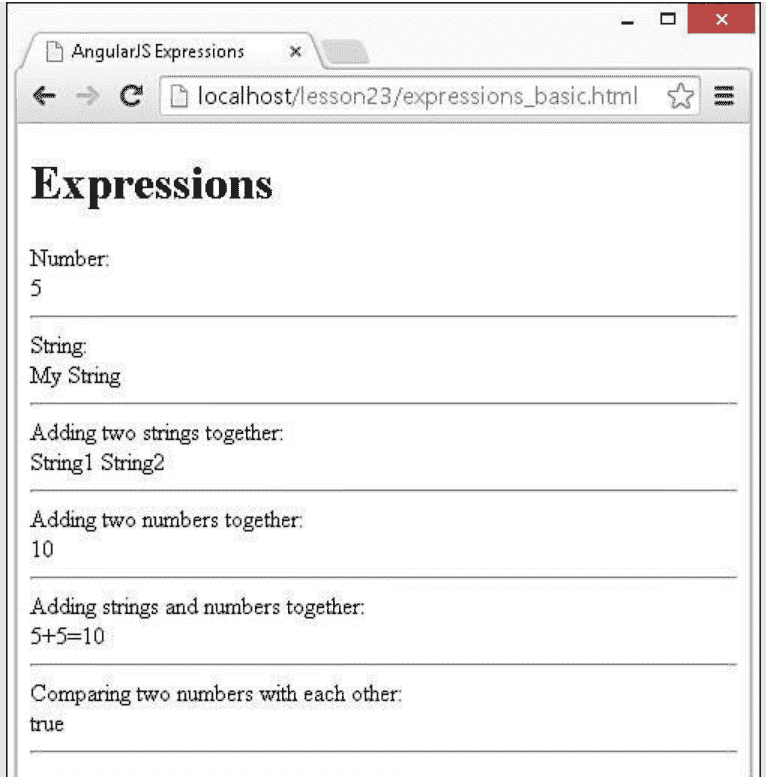 AngularJS Expressions
localhost/lesson23/expressions_basic.html
Expressions
Number:
5
String:
My String
Adding two strings together:
String1 String2
Adding two numbers together:
10
Adding strings and numbers together:
5+5=10
Comparing two numbers with each other:
true